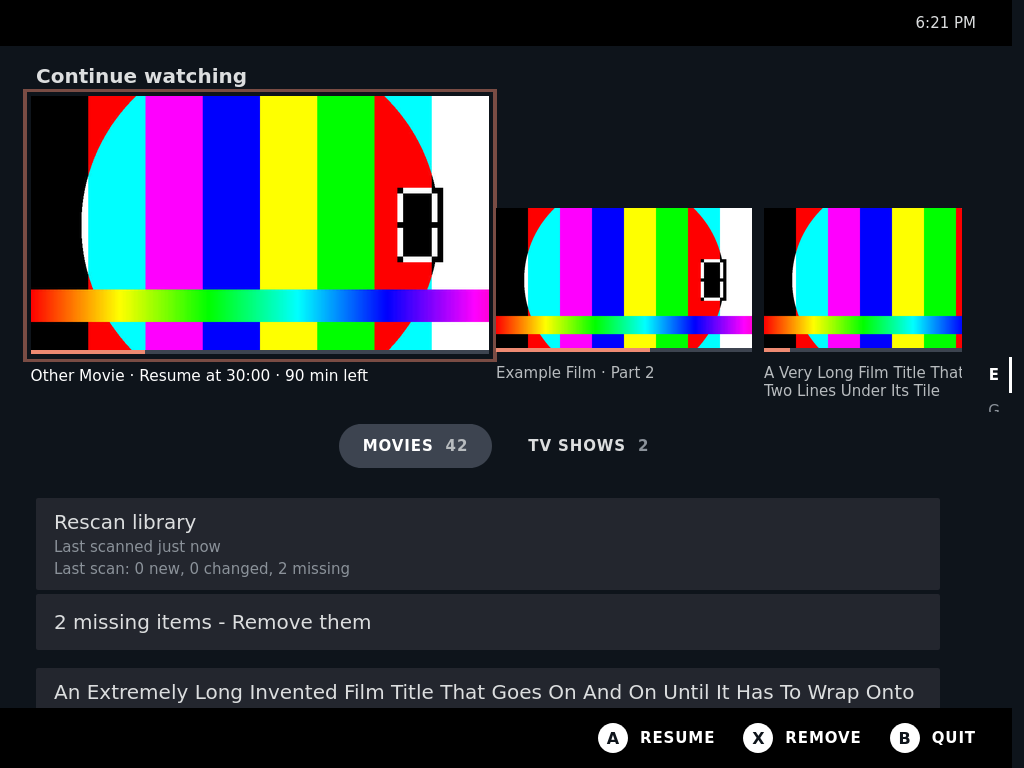 6:21 PM
Continue watching
Other Movie · Resume at 30:00 · 90 min left
Example Film · Part 2
A Very Long Film Title That
Two Lines Under Its Tile
E
G
MOVIES 42
TV SHOWS 2
Rescan library
Last scanned just now
Last scan: 0 new, 0 changed, 2 missing
2 missing items - Remove them
An Extremely Long Invented Film Title That Goes On And On Until It Has To Wrap Onto
A RESUME
X REMOVE
B QUIT